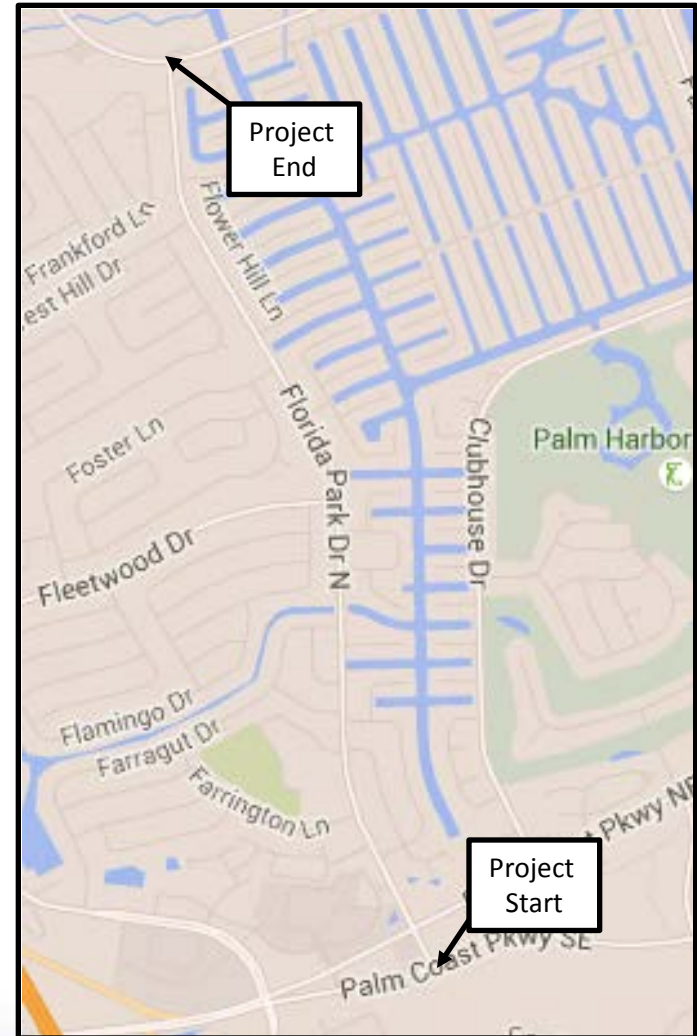 Project
End
Flower Hill Ln
Frankford Ln
est Hill Dr
Florida Park Dr N
Clubhouse Dr
Palm Harbor
Foster Ln
Fleetwood Dr
Flamingo Dr
Farragut Dr
Farrington Ln
t Pkwy NE
Project
Start
Palm Coast Pkwy SE